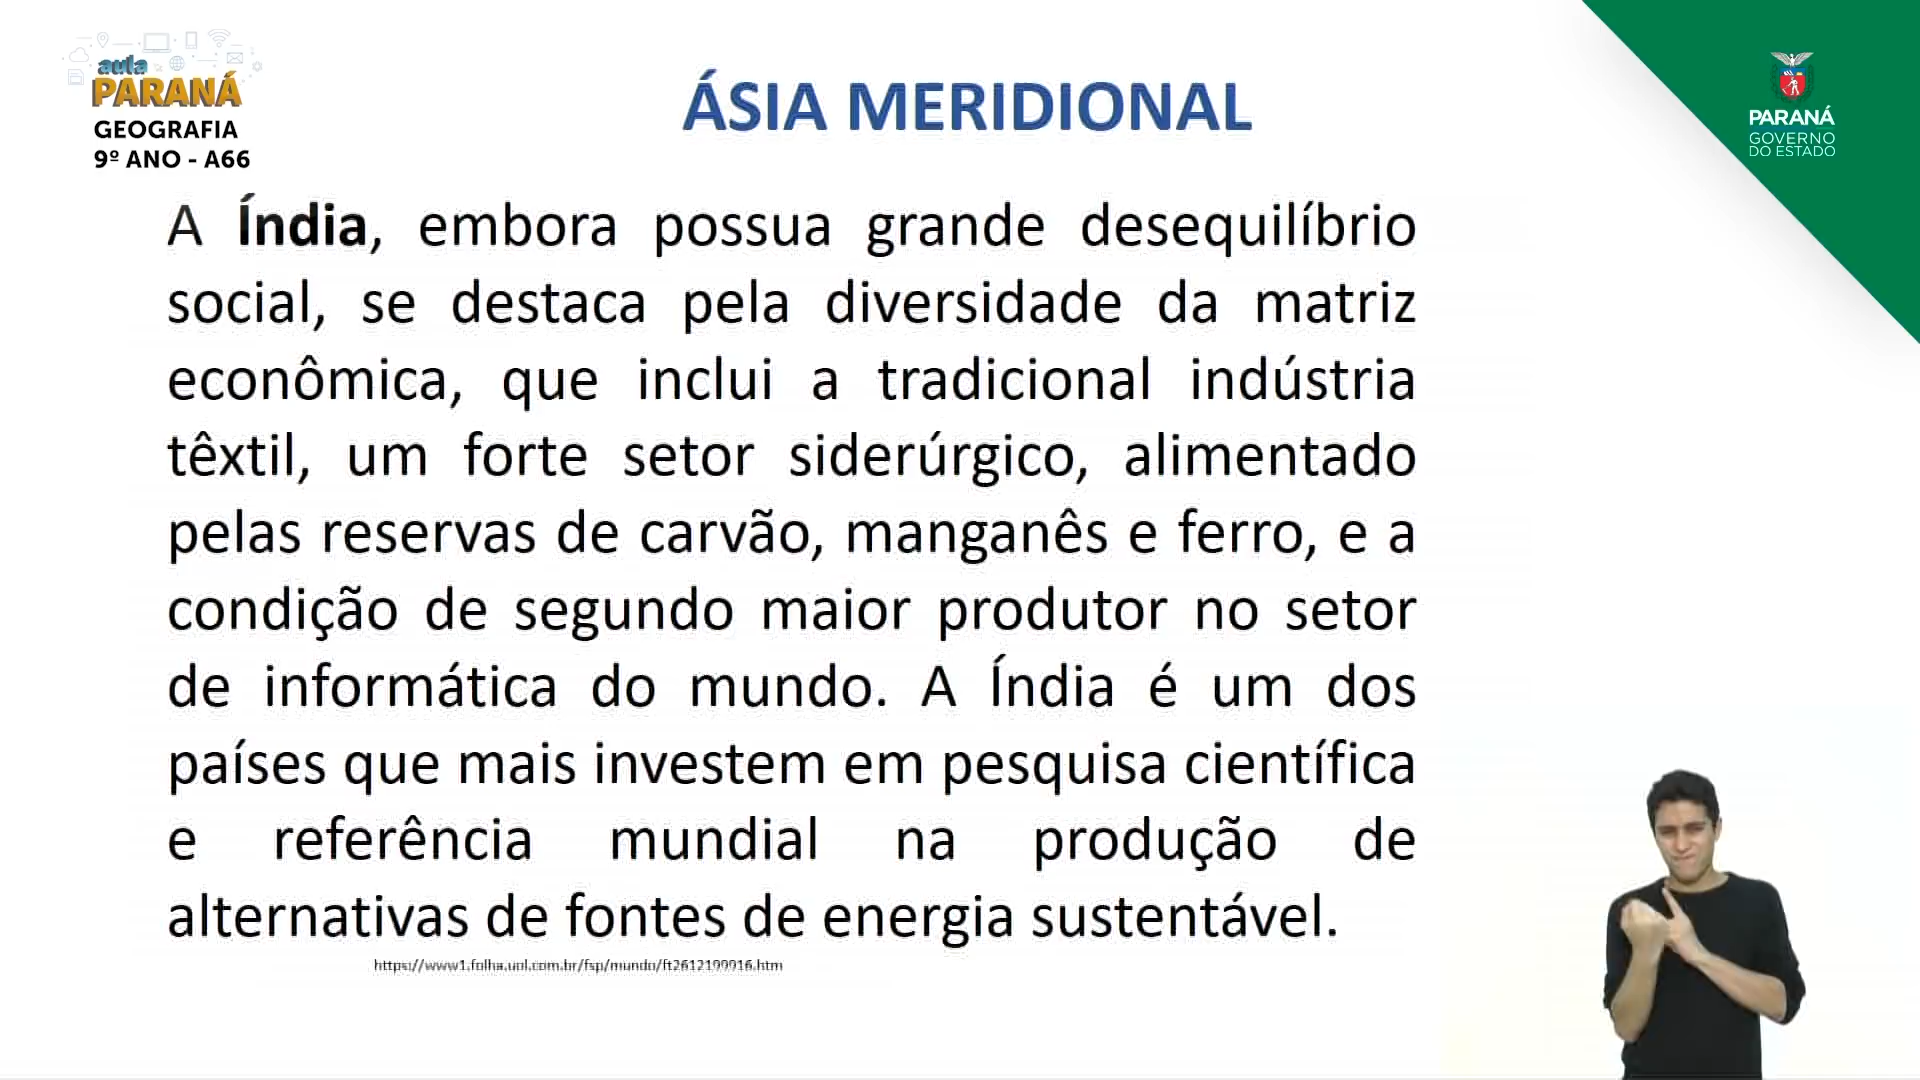 aula
PARANÁ
GEOGRAFIA
9º ANO - A66
ÁSIA MERIDIONAL
PARANÁ
GOVERNO
DO ESTADO
A Índia, embora possua grande desequilíbrio
social, se destaca pela diversidade da matriz
econômica, que inclui a tradicional indústria
têxtil, um forte setor siderúrgico, alimentado
pelas reservas de carvão, manganês e ferro, e a
condição de segundo maior produtor no setor
de informática do mundo. A Índia é um dos
países que mais investem em pesquisa científica
e referência mundial na produção de
alternativas de fontes de energia sustentável.
https://www1.folha.uol.com.br/fsp/mundo/ft2612199916.htm